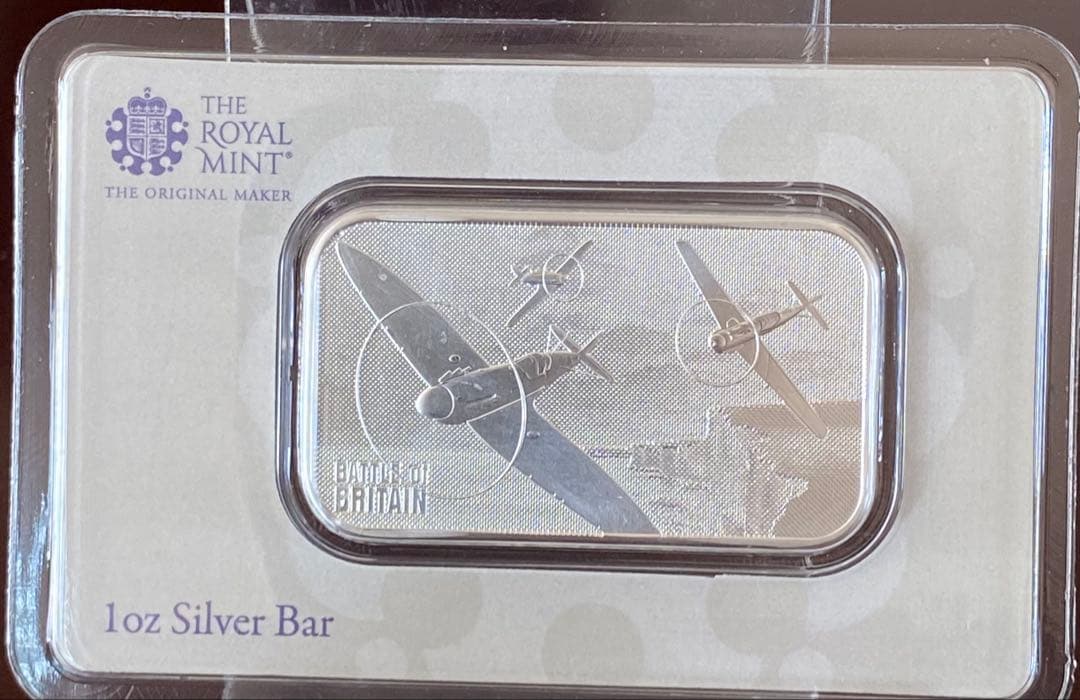 THE
ROYAL
MINT®
THE ORIGINAL MAKER
BATTLE OF
BRITAIN
1oz Silver Bar